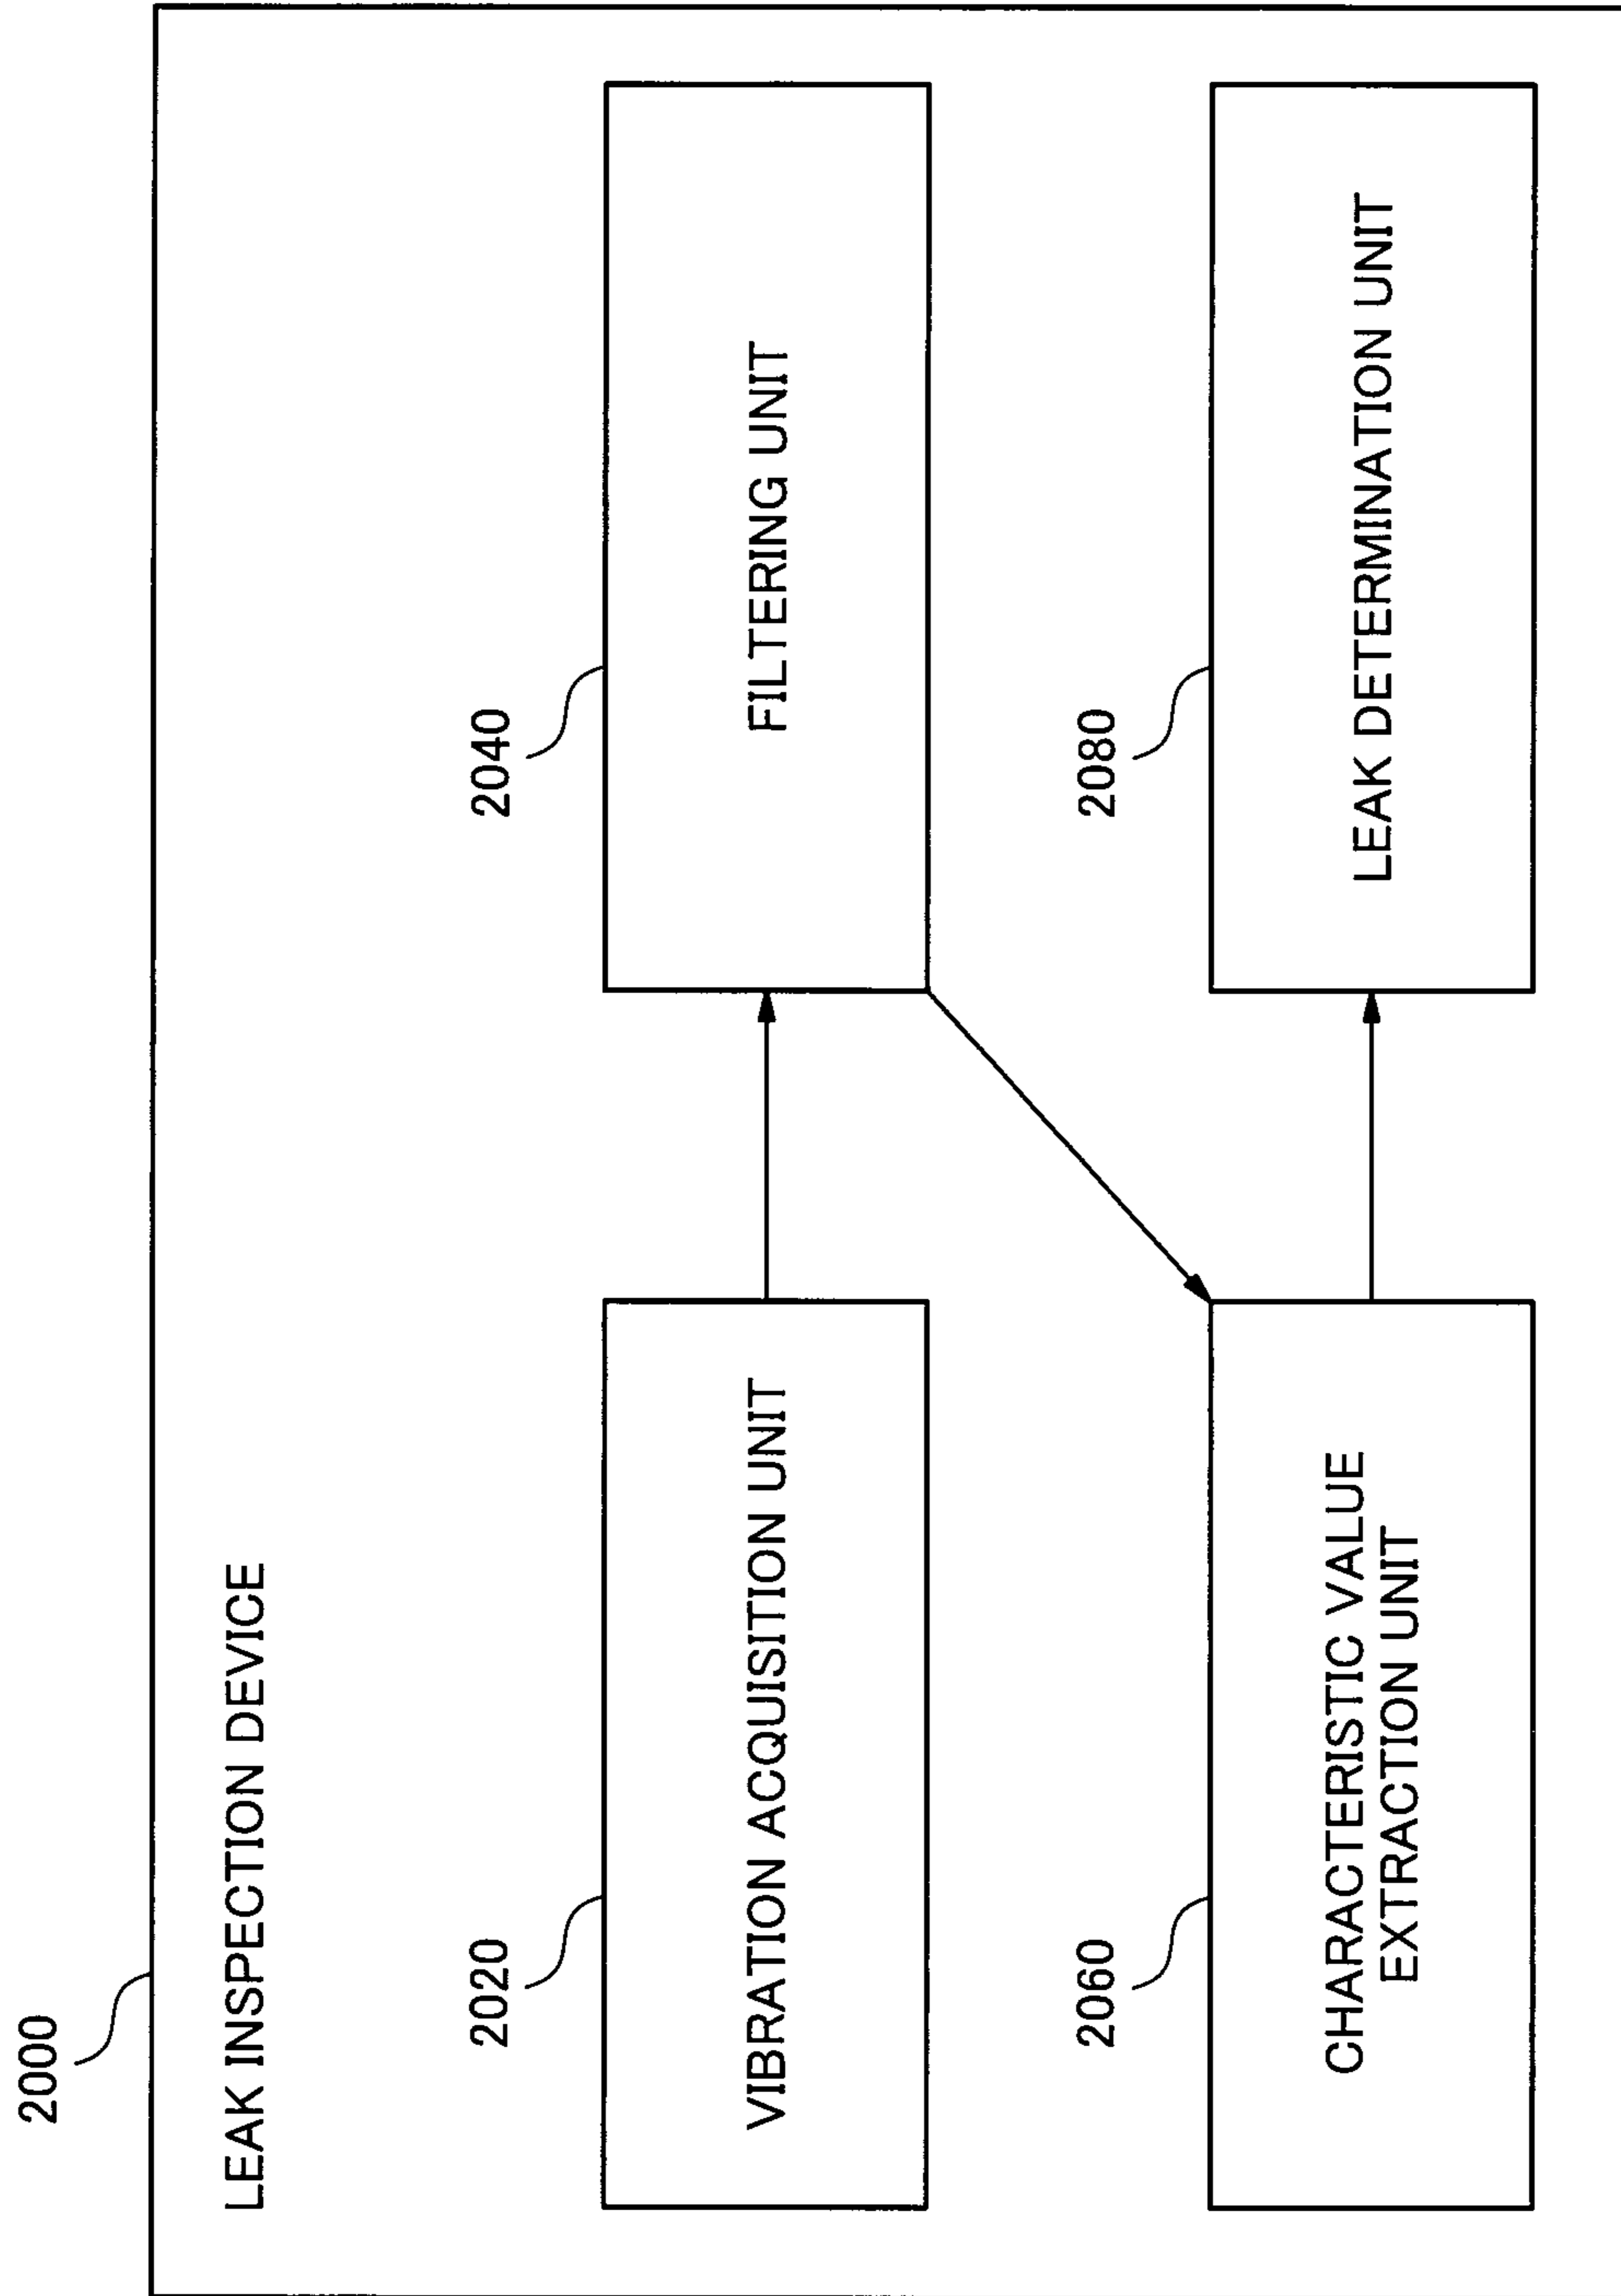 2000
LEAK INSPECTION DEVICE
2020
VIBRATION ACQUISITION UNIT
2040
FILTERING UNIT
2060
CHARACTERISTIC VALUE
EXTRACTION UNIT
2080
LEAK DETERMINATION UNIT